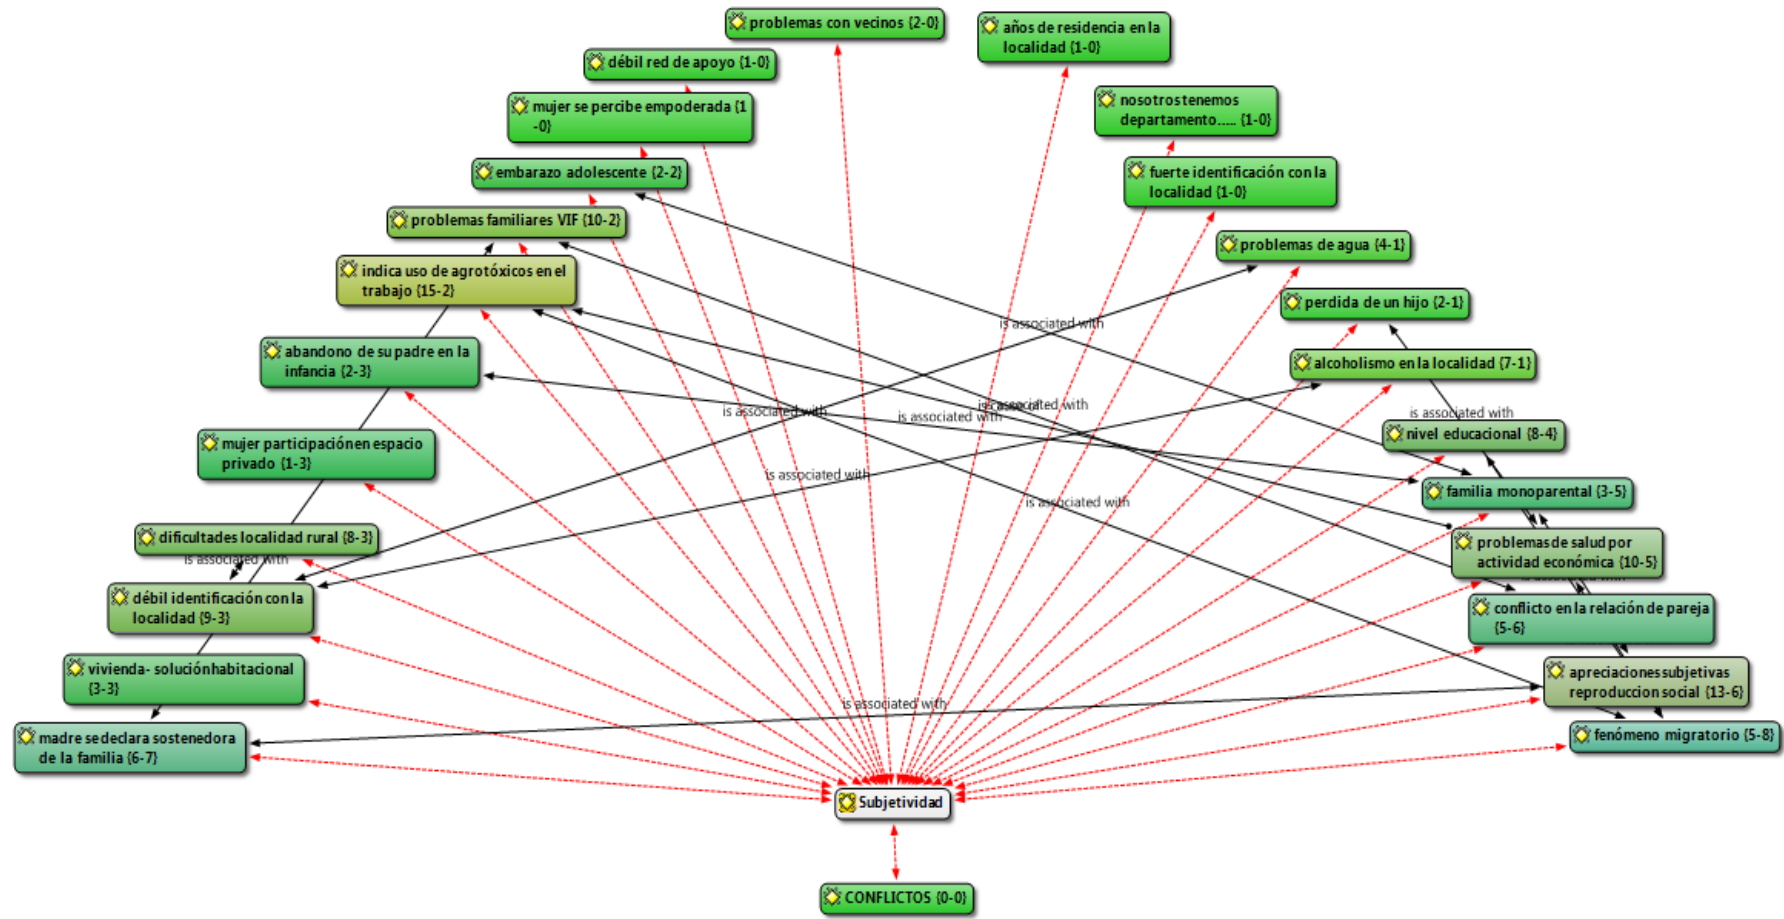 problemas con vecinos {2-0}
años de residencia en la
localidad {1-0}
débil red de apoyo {1-0}
mujer se percibe empoderada {1
-0}
nosotros tenemos
departamento..... {1-0}
embarazo adolescente {2-2}
fuerte identificación con la
localidad {1-0}
problemas familiares VIF {10-2}
problemas de agua {4-1}
indica uso de agrotóxicos en el
trabajo {15-2}
perdida de un hijo {2-1}
is associated with
abandono de su padre en la
infancia {2-3}
alcoholismo en la localidad {7-1}
is associated with
is associated with
is associated with
is associated with
nivel educacional {8-4}
mujer participación en espacio
privado {1-3}
is associated with
familia monoparental {3-5}
is associated with
dificultades localidad rural {8-3}
is associated with
problemas de salud por
actividad económica {10-5}
is associated with
débil identificación con la
localidad {9-3}
conflicto en la relación de pareja
{5-6}
vivienda- solución habitacional
{3-3}
apreciaciones subjetivas
reproduccion social {13-6}
is associated with
madre se declara sostenedora
de la familia {6-7}
fenómeno migratorio {5-8}
Subjetividad
CONFLICTOS {0-0}